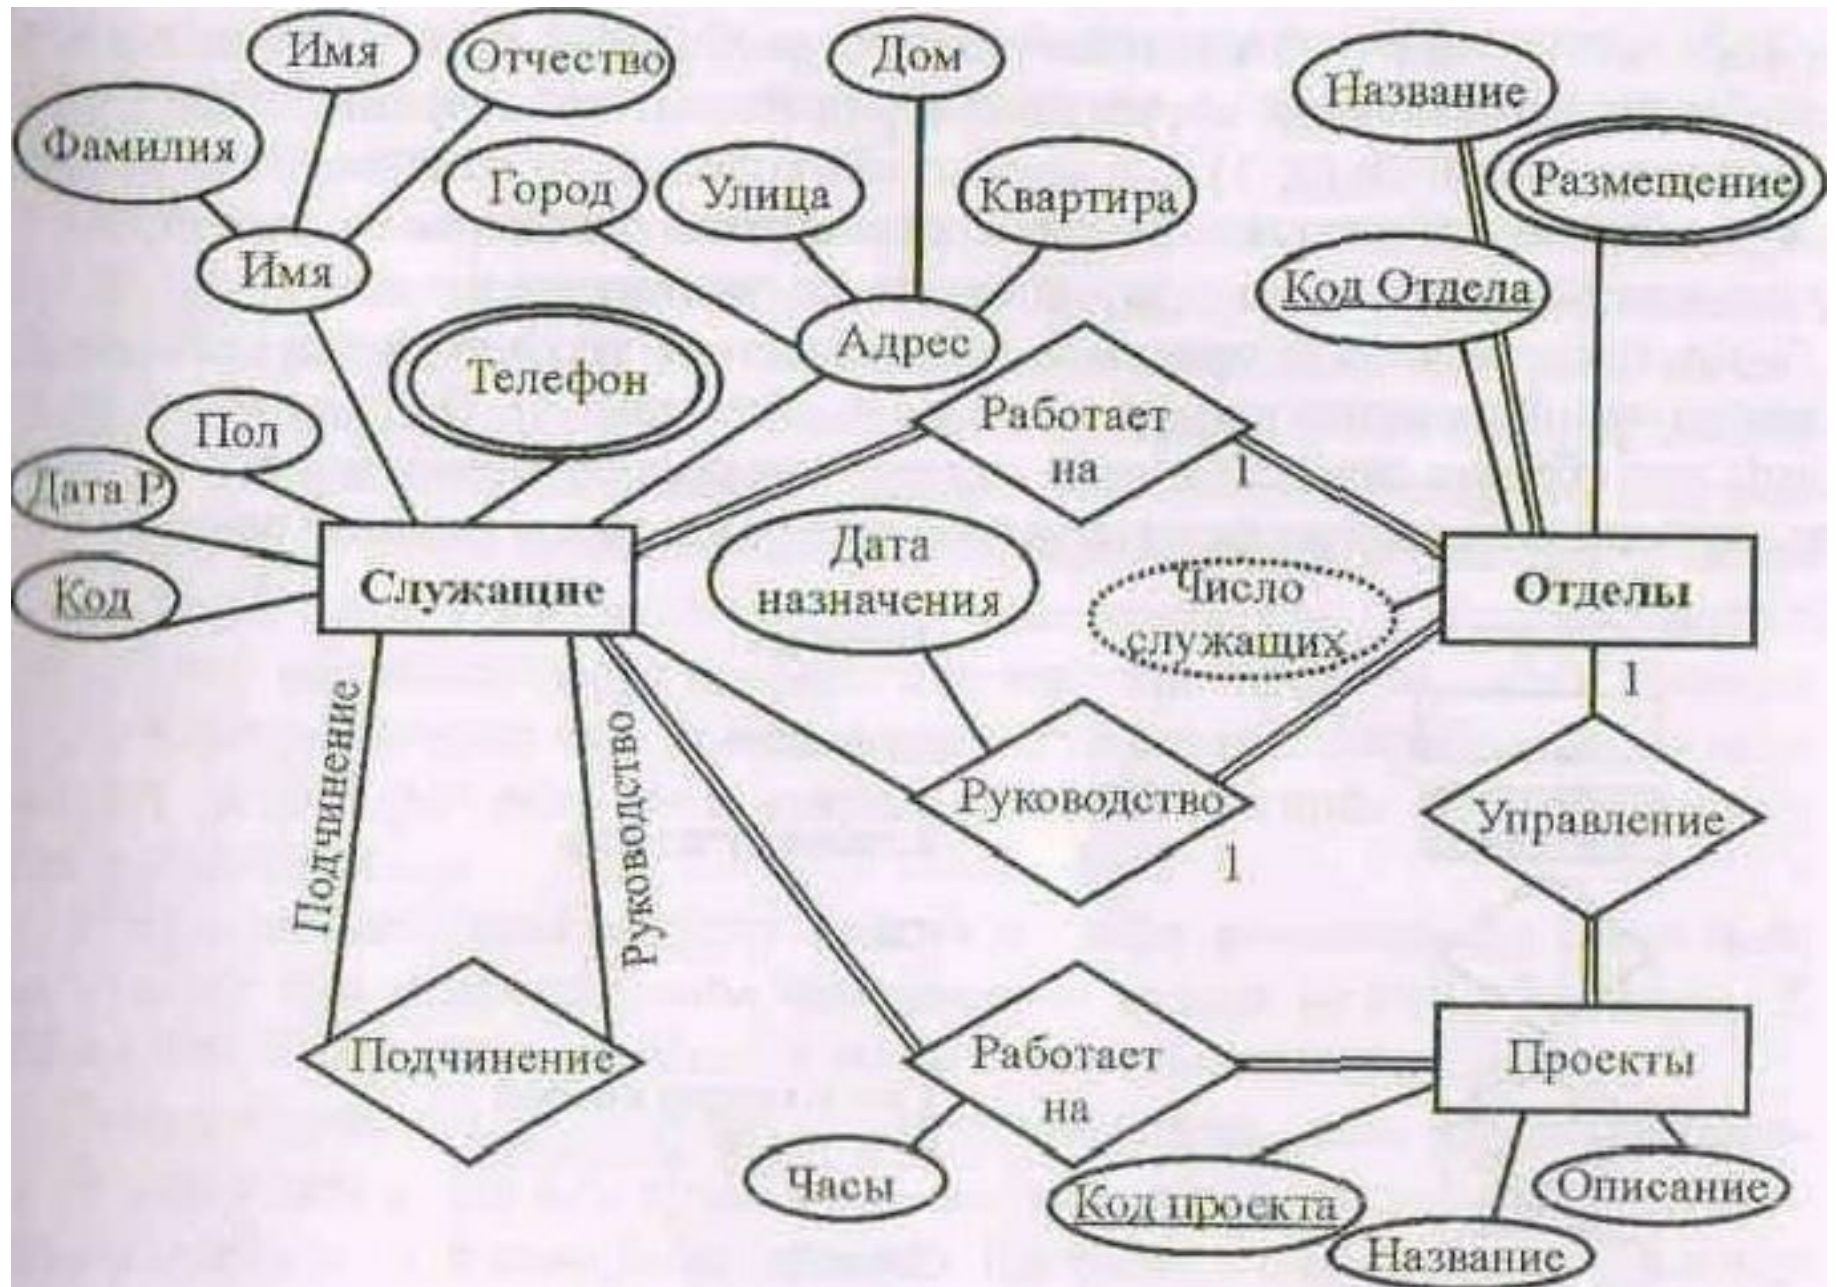 Имя
Отчество
Дом
Название
Фамилия
Город
Улица
Квартира
Размещение
Имя
Код Отдела
Адрес
Телефон
Пол
Работает
на
1
Дата Р
Дата
назначения
Число
служащих
Код
Служащие
Отделы
1
Подчинение
Руководство
Руководство
1
Управление
Подчинение
Работает
на
Проекты
Часы
Код проекта
Название
Описание